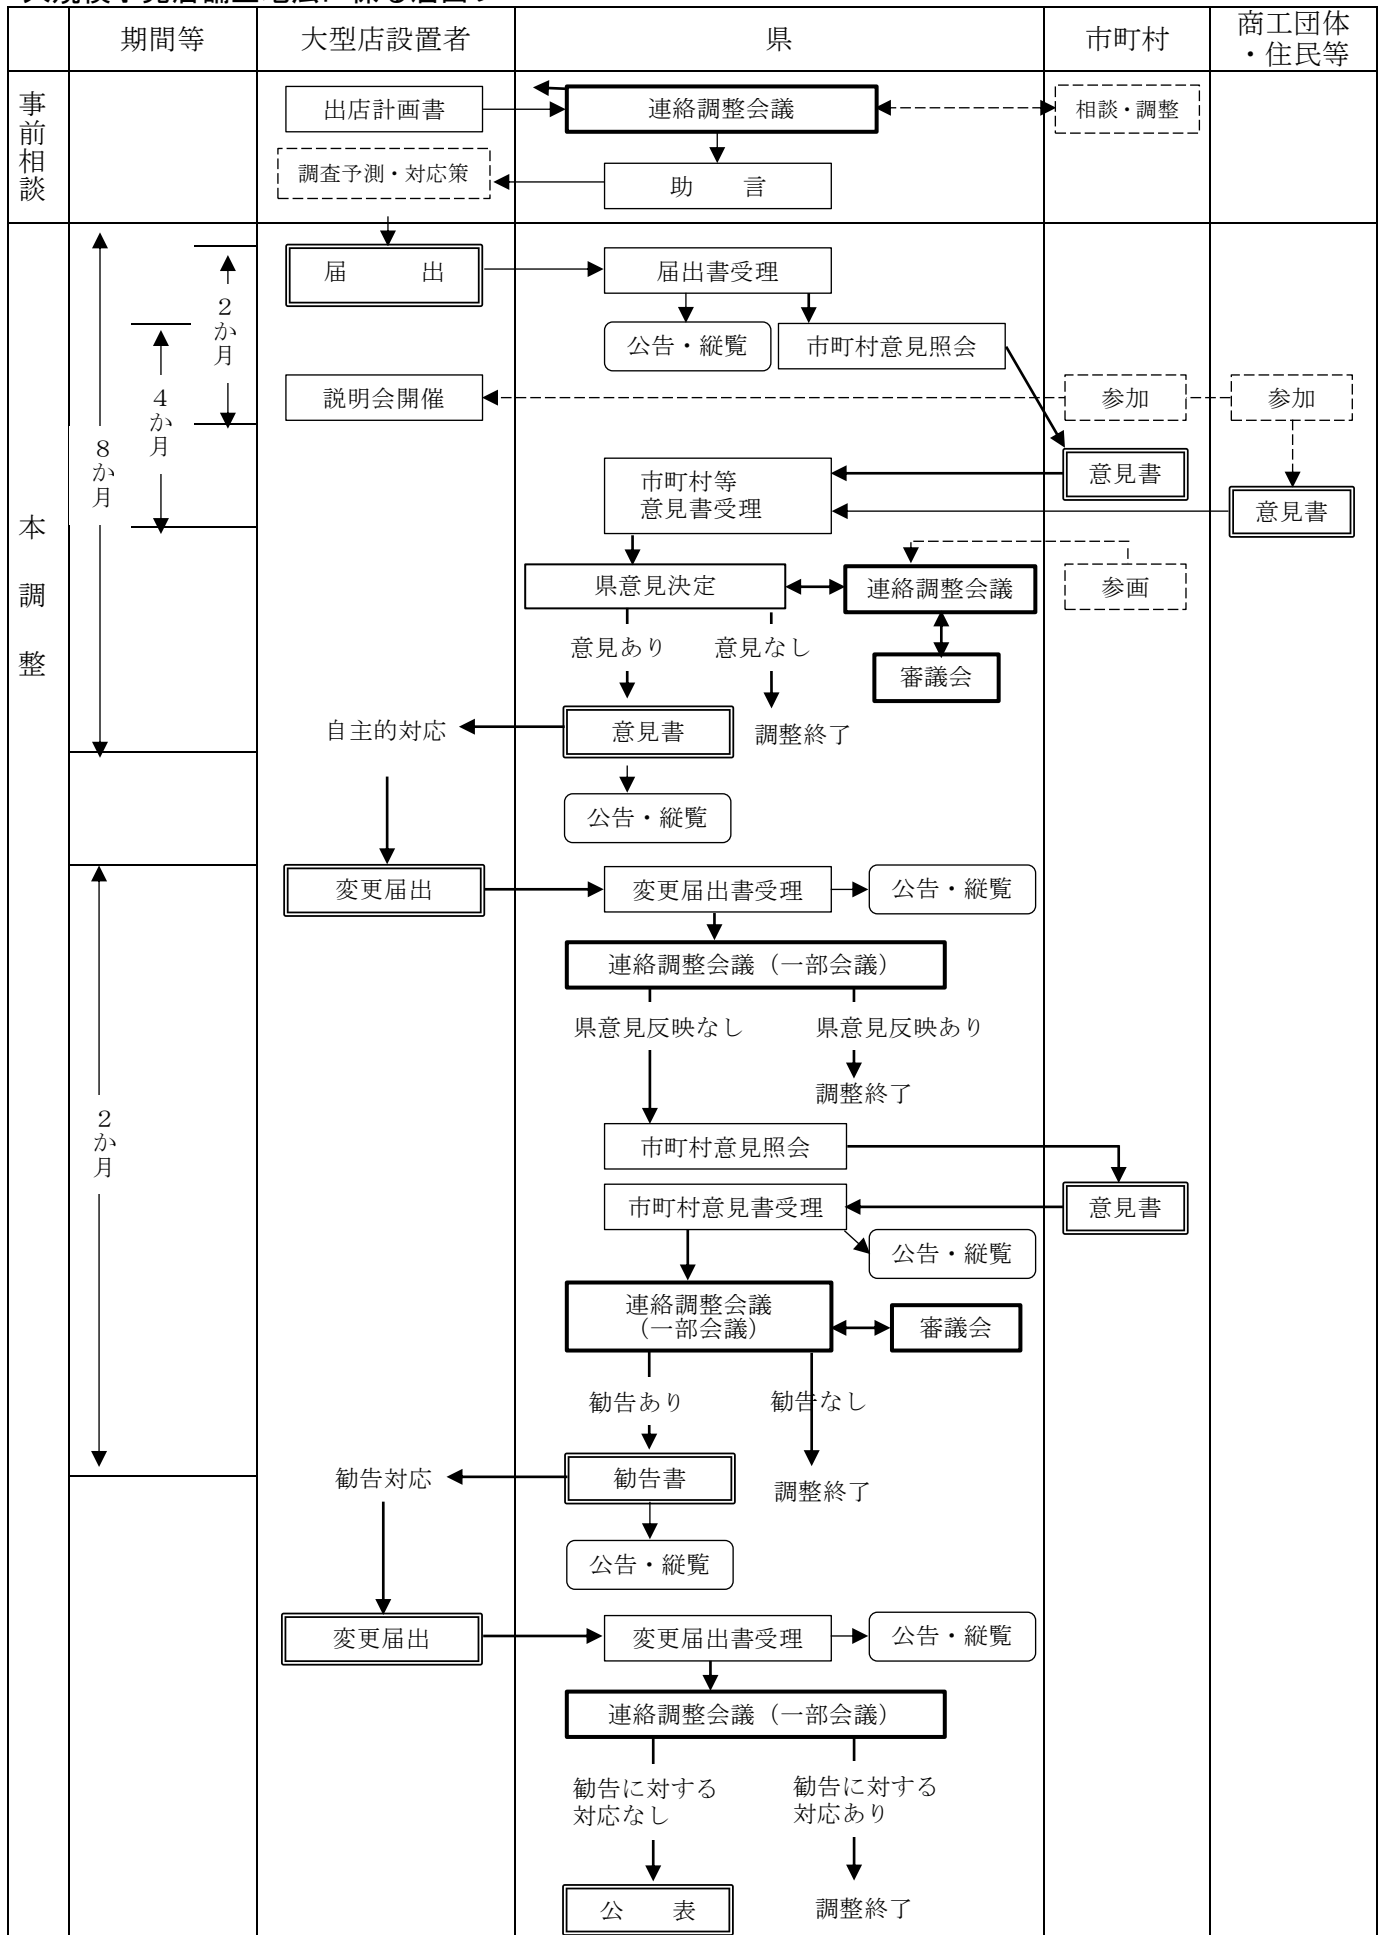 期間等
大型店設置者
県
市町村
商工団体
・住民等
事前相談
出店計画書
連絡調整会議
相談・調整
調査予測・対応策
助　　言
本調整
8か月
2か月
4か月
届　　　出
届出書受理
公告・縦覧
市町村意見照会
説明会開催
参加
参加
意見書
市町村等
意見書受理
意見書
県意見決定
連絡調整会議
参画
意見あり
意見なし
審議会
自主的対応
意見書
調整終了
公告・縦覧
2か月
変更届出
変更届出書受理
公告・縦覧
連絡調整会議（一部会議）
県意見反映なし
県意見反映あり
調整終了
市町村意見照会
市町村意見書受理
意見書
公告・縦覧
連絡調整会議
（一部会議）
審議会
勧告あり
勧告なし
勧告対応
勧告書
調整終了
公告・縦覧
変更届出
変更届出書受理
公告・縦覧
連絡調整会議（一部会議）
勧告に対する
対応なし
勧告に対する
対応あり
公　　表
調整終了